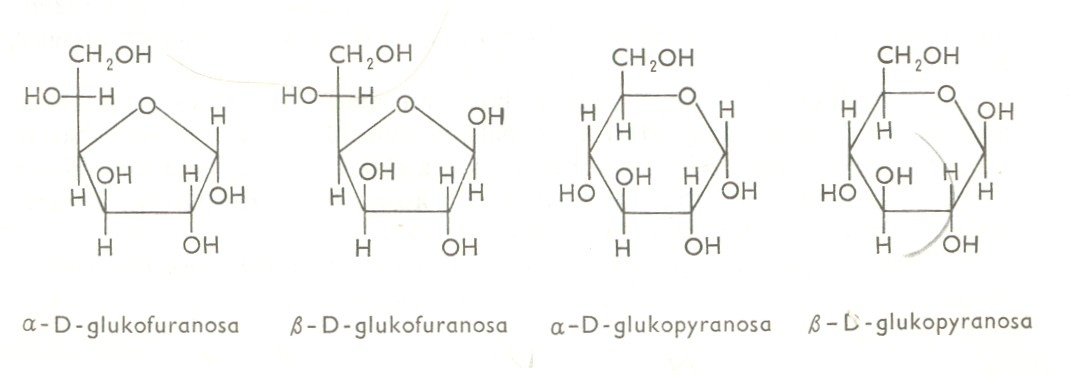 CH₂OH CH₂OH CH₂OH CH₂OH
HO H O H
HO H O OH
H O H
H O OH
H OH H H OH
H OH H H
HO H OH H OH
HO H OH H H
H OH
H OH
H OH
H OH
α-D-glukofuranosa β-D-glukofuranosa α-D-glukopyranosa β-D-glukopyranosa